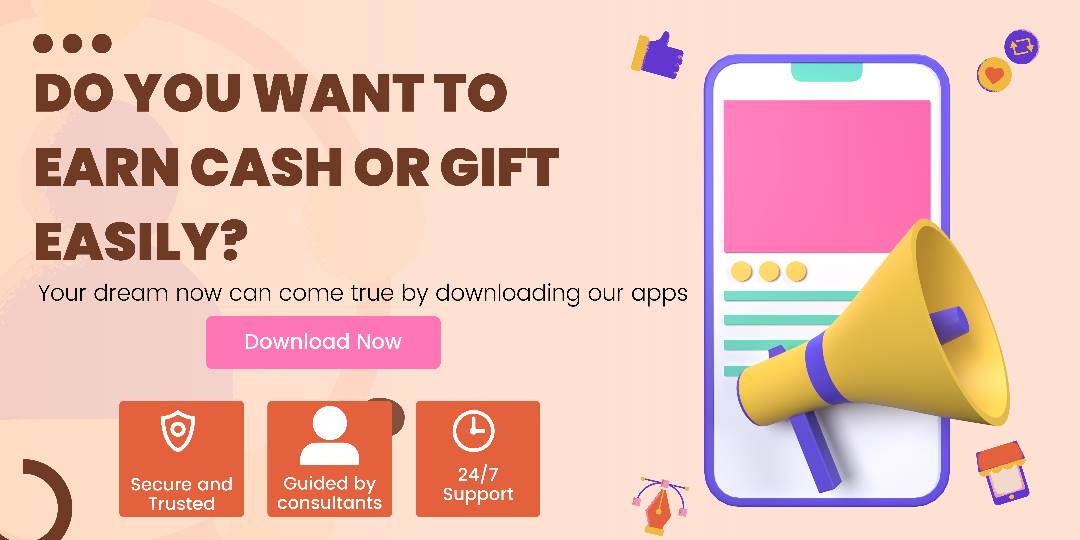 DO YOU WANT TO
EARN CASH OR GIFT
EASILY?
Your dream now can come true by downloading our apps
Download Now
Secure and
Trusted
Guided by
consultants
24/7
Support